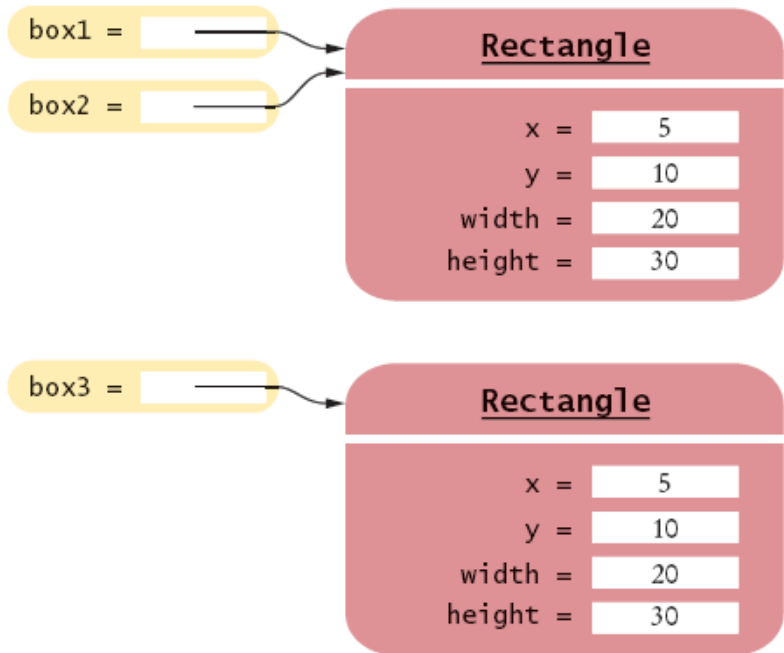 box1 =
Rectangle
box2 =
x = 5
y = 10
width = 20
height = 30
box3 =
Rectangle
x = 5
y = 10
width = 20
height = 30